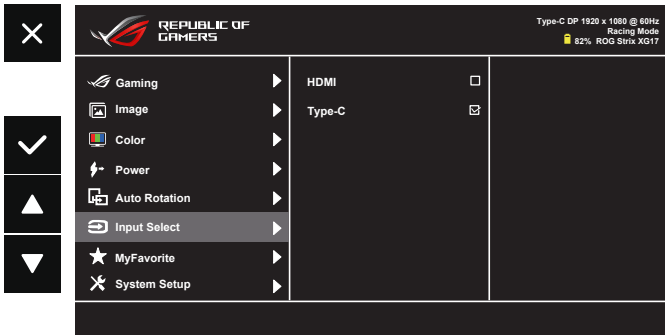 REPUBLIC OF
GAMERS
Type-C DP 1920 x 1080 @ 60Hz
Racing Mode
82% ROG Strix XG17
Gaming
Image
Color
Power
Auto Rotation
Input Select
MyFavorite
System Setup
HDMI
Type-C